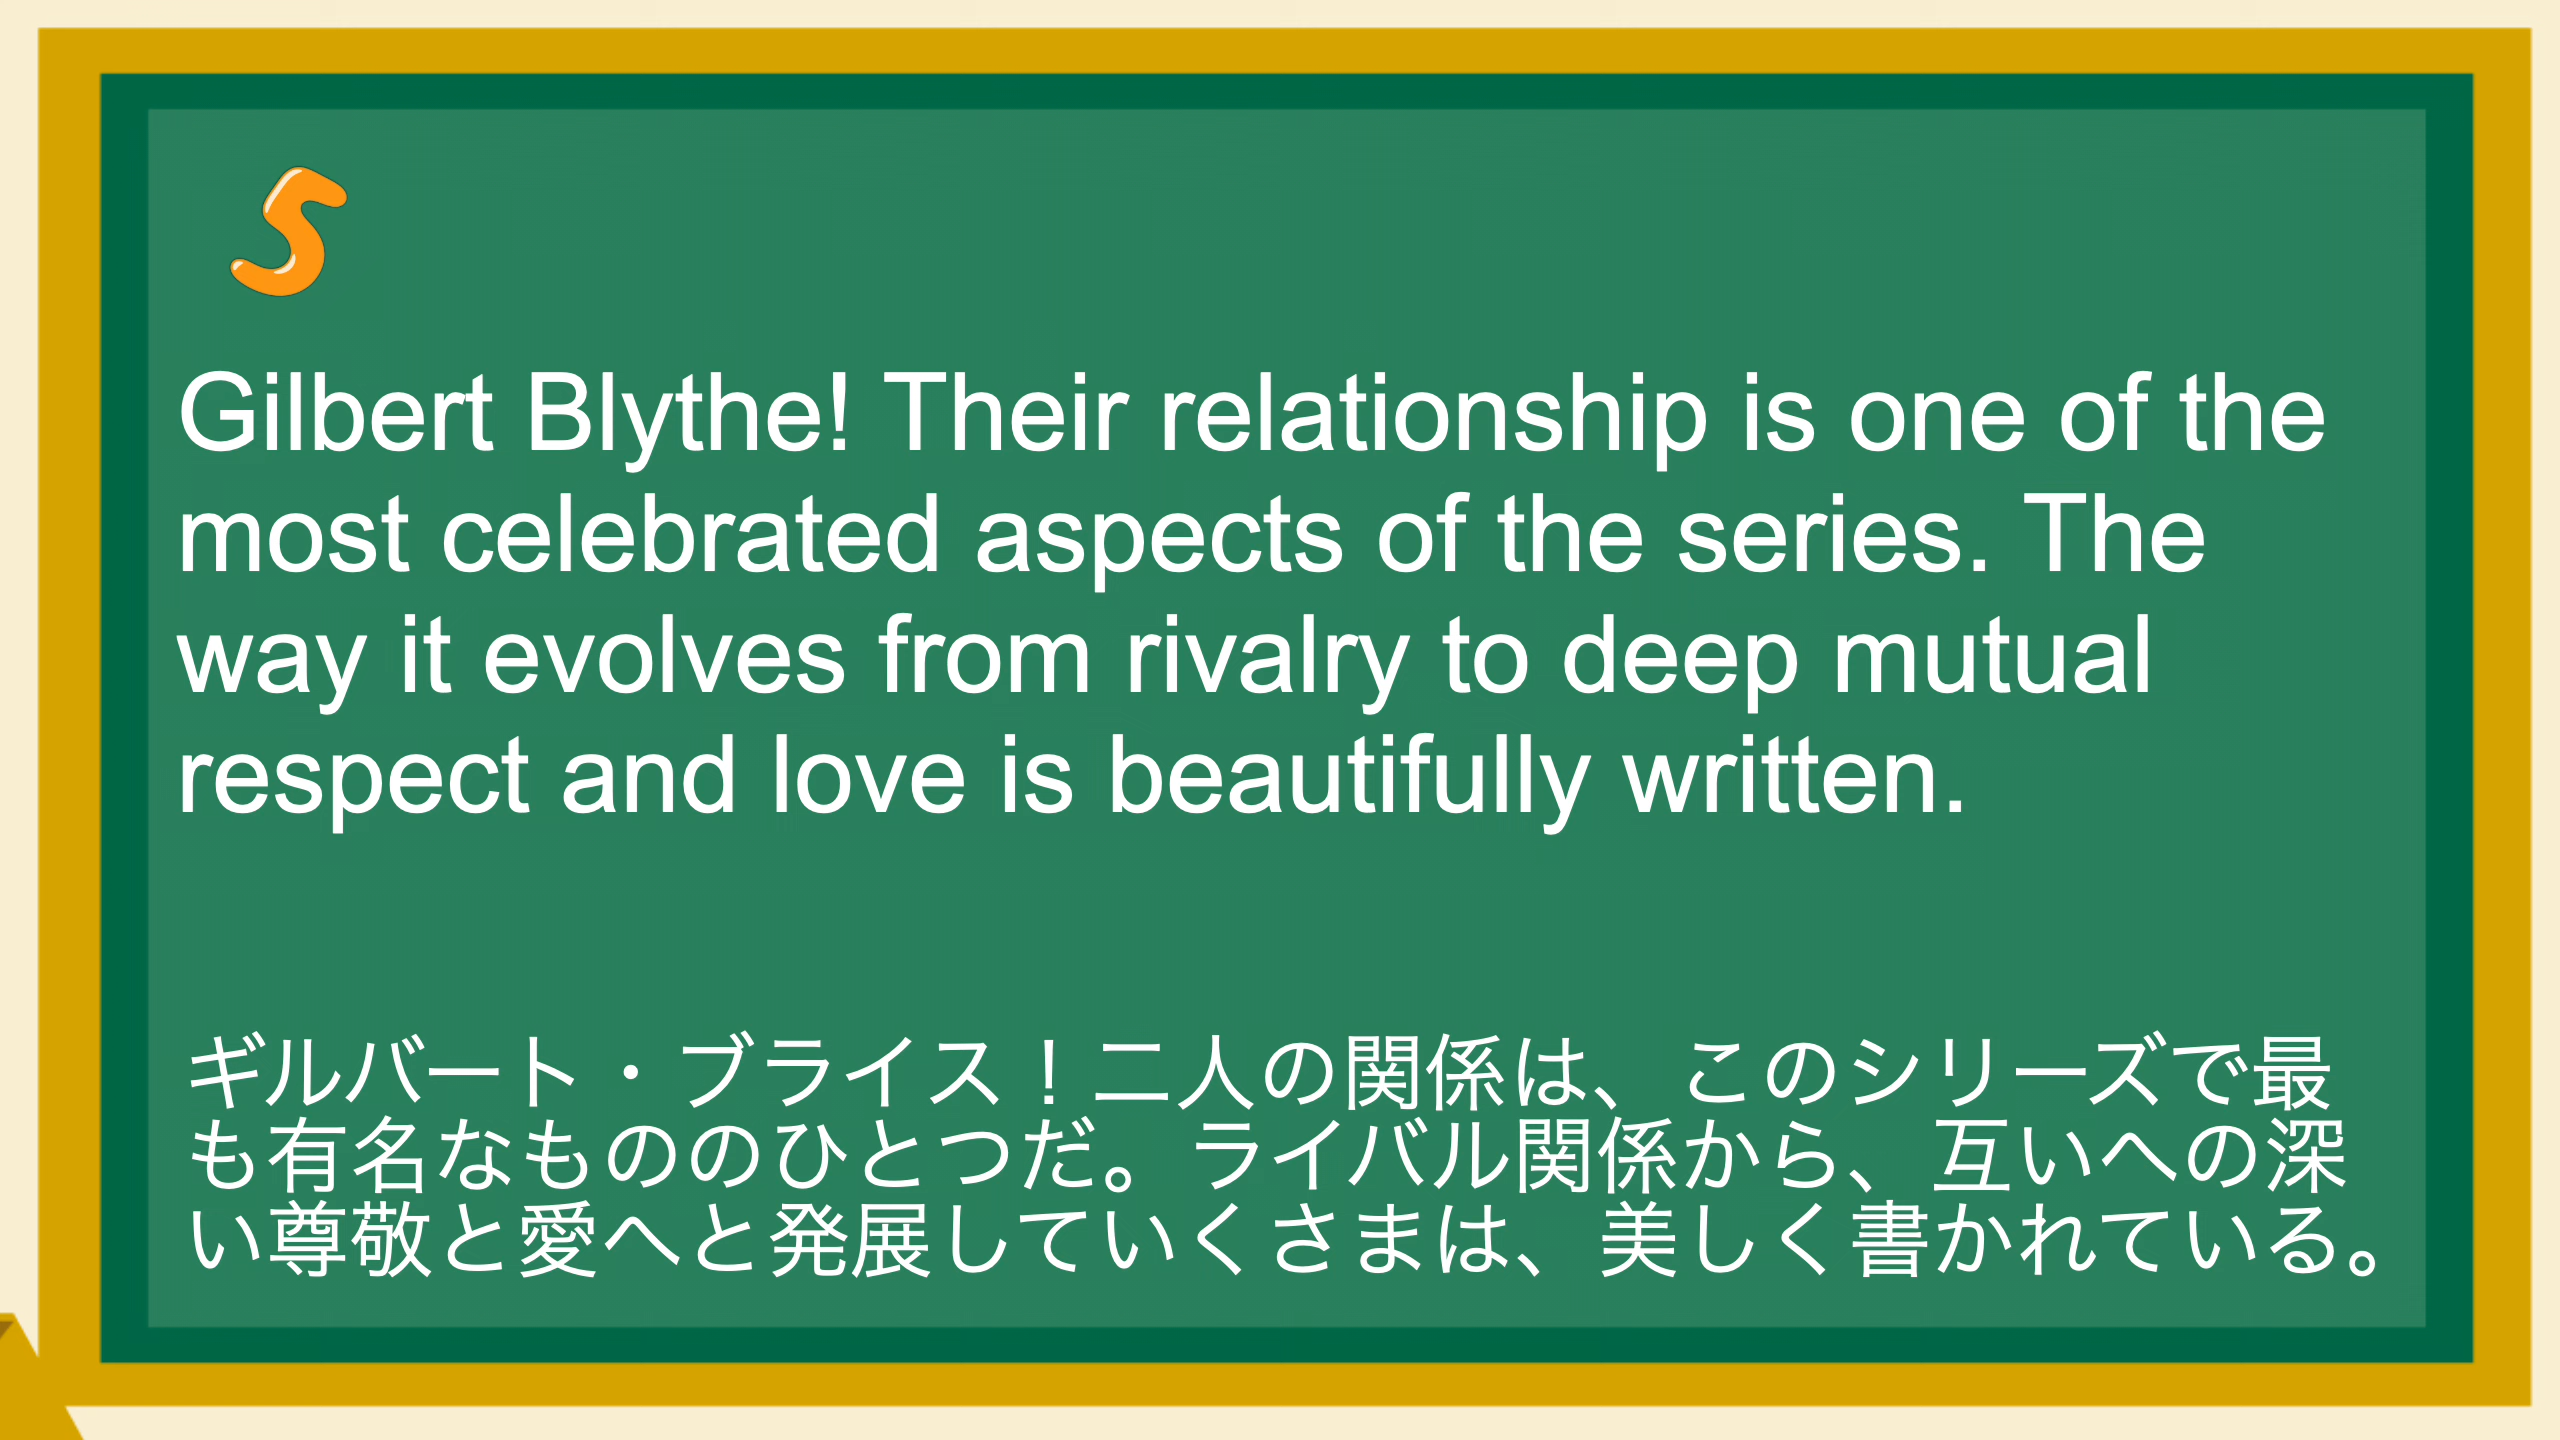 5
Gilbert Blythe! Their relationship is one of the
most celebrated aspects of the series. The
way it evolves from rivalry to deep mutual
respect and love is beautifully written.
ギルバート・ブライス！二人の関係は、このシリーズで最
も有名なもののひとつだ。ライバル関係から、互いへの深
い尊敬と愛へと発展していくさまは、美しく書かれている。